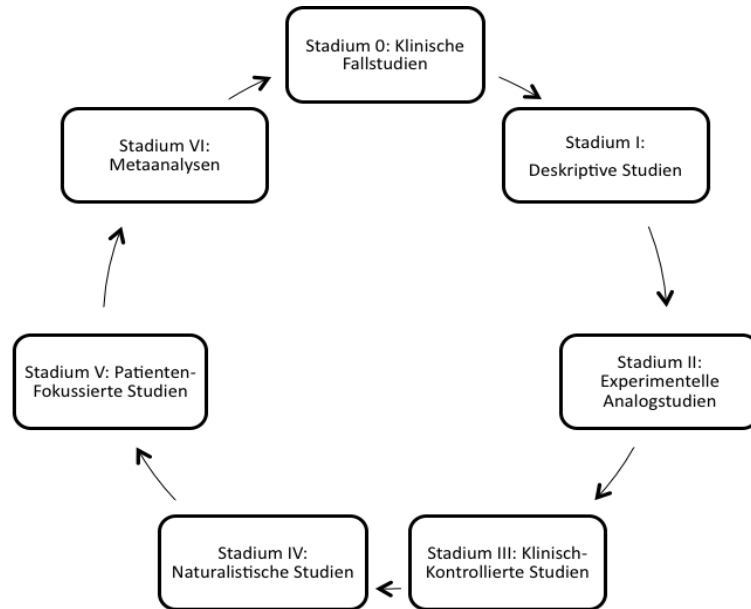 Stadium 0: Klinische
Fallstudien
Stadium I:
Deskriptive Studien
Stadium II:
Experimentelle
Analogstudien
Stadium III: Klinisch-
Kontrollierte Studien
Stadium IV:
Naturalistische Studien
Stadium V: Patienten-
Fokussierte Studien
Stadium VI:
Metaanalysen